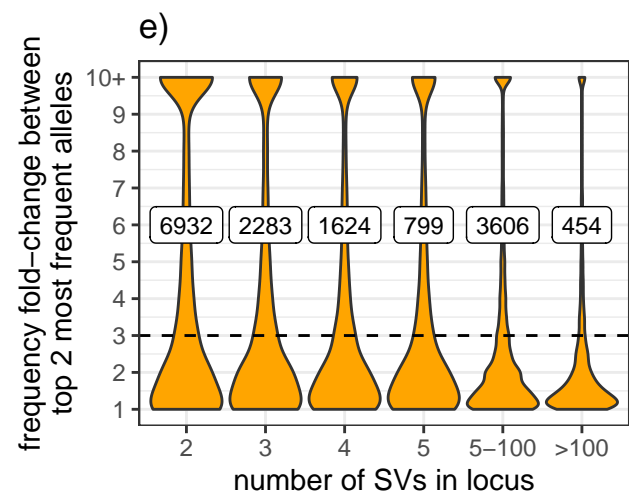 e)
frequency fold−change between
top 2 most frequent alleles
10+
9
8
7
6
5
4
3
2
1
6932 2283 1624 799 3606 454
2 3 4 5 5−100 >100
number of SVs in locus